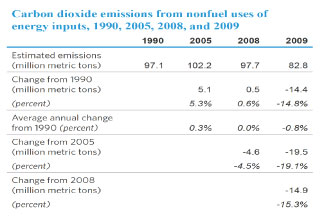 Carbon dioxide emissions from nonfuel uses of
energy inputs, 1990, 2005, 2008, and 2009
1990 2005 2008 2009
Estimated emissions
(million metric tons) 97.1 102.2 97.7 82.8
Change from 1990
(million metric tons) 5.1 0.5 -14.4
(percent) 5.3% 0.6% -14.8%
Average annual change
from 1990 (percent) 0.3% 0.0% -0.8%
Change from 2005
(million metric tons) -4.6 -19.5
(percent) -4.5% -19.1%
Change from 2008
(million metric tons) -14.9
(percent) -15.3%